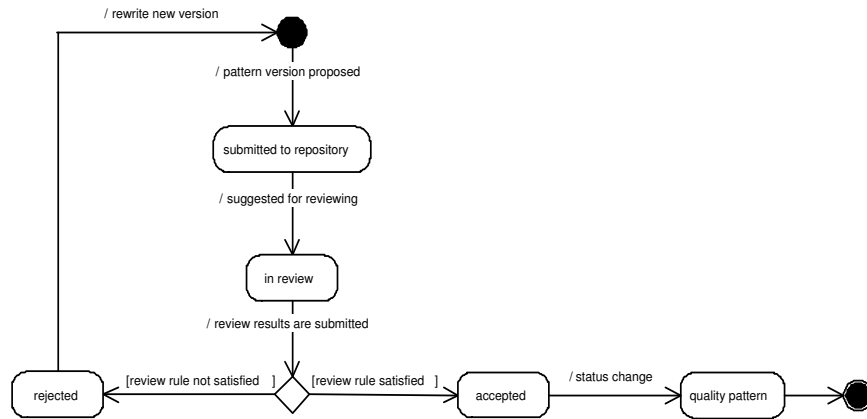 / rewrite new version
/ pattern version proposed
submitted to repository
/ suggested for reviewing
in review
/ review results are submitted
[review rule not satisfied ]
[review rule satisfied ]
/ status change
rejected
accepted
quality pattern